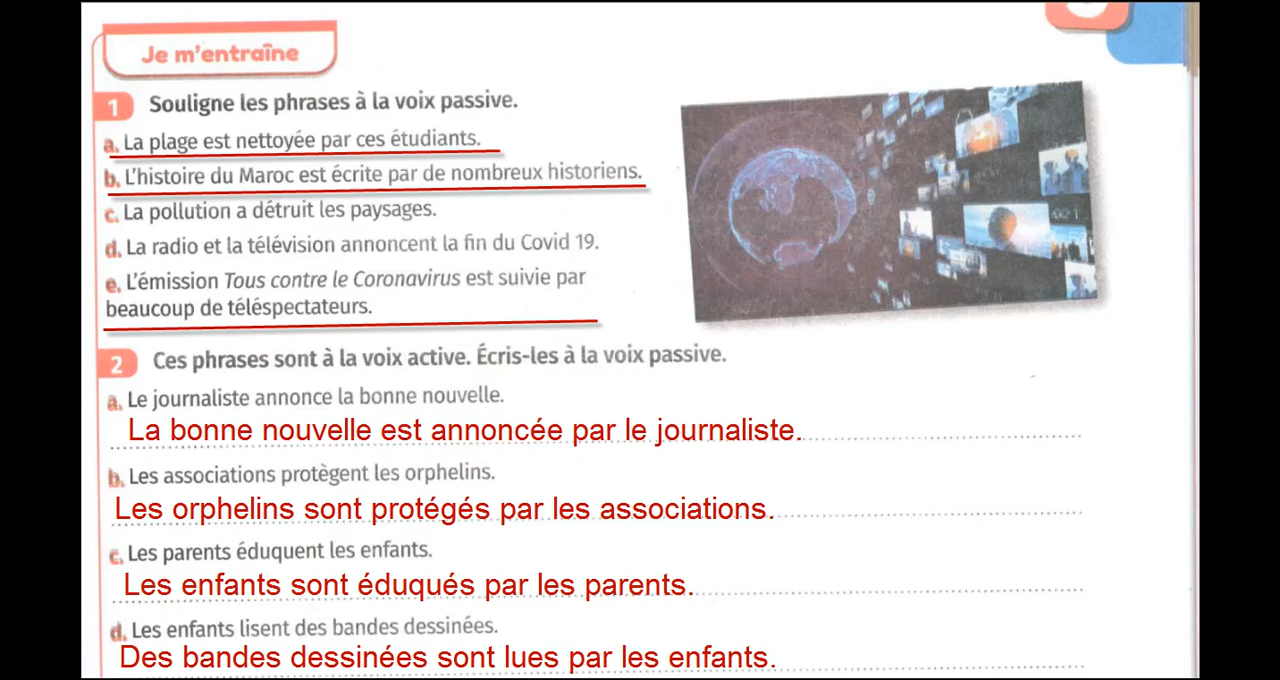 Je m'entraîne
1 Souligne les phrases à la voix passive.
a. La plage est nettoyée par ces étudiants.
b. L'histoire du Maroc est écrite par de nombreux historiens.
c. La pollution a détruit les paysages.
d. La radio et la télévision annoncent la fin du Covid 19.
e. L'émission Tous contre le Coronavirus est suivie par
beaucoup de téléspectateurs.
2 Ces phrases sont à la voix active. Écris-les à la voix passive.
a. Le journaliste annonce la bonne nouvelle.
La bonne nouvelle est annoncée par le journaliste.
b. Les associations protègent les orphelins.
Les orphelins sont protégés par les associations.
c. Les parents éduquent les enfants.
Les enfants sont éduqués par les parents.
d. Les enfants lisent des bandes dessinées.
Des bandes dessinées sont lues par les enfants.